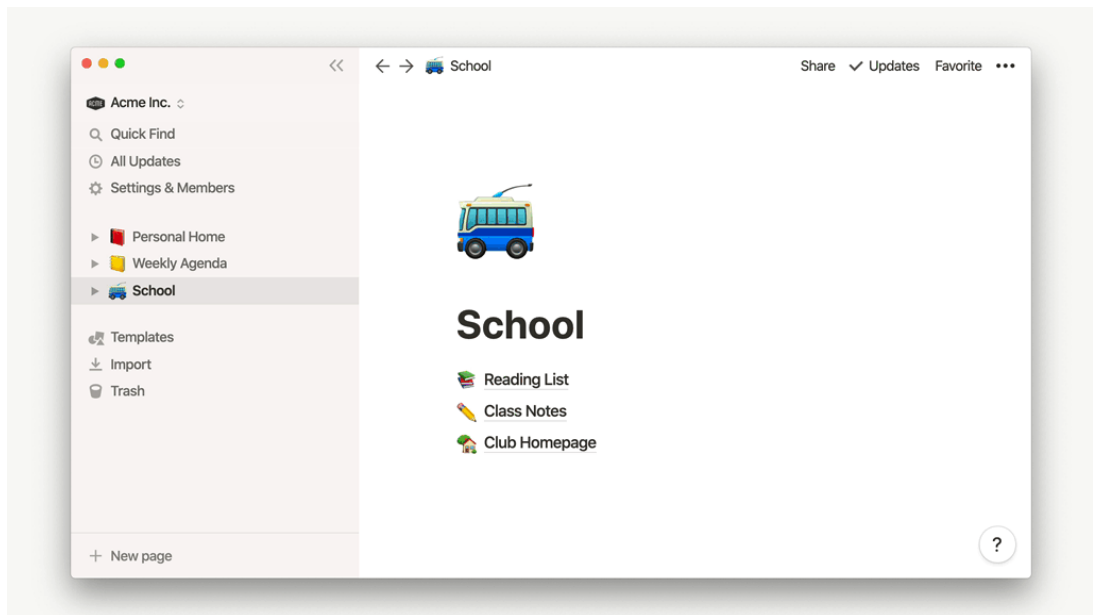 School
Share
Updates
Favorite
ACME
Acme Inc.
Quick Find
All Updates
Settings & Members
Personal Home
Weekly Agenda
School
Templates
Import
Trash
New page
School
Reading List
Class Notes
Club Homepage
?